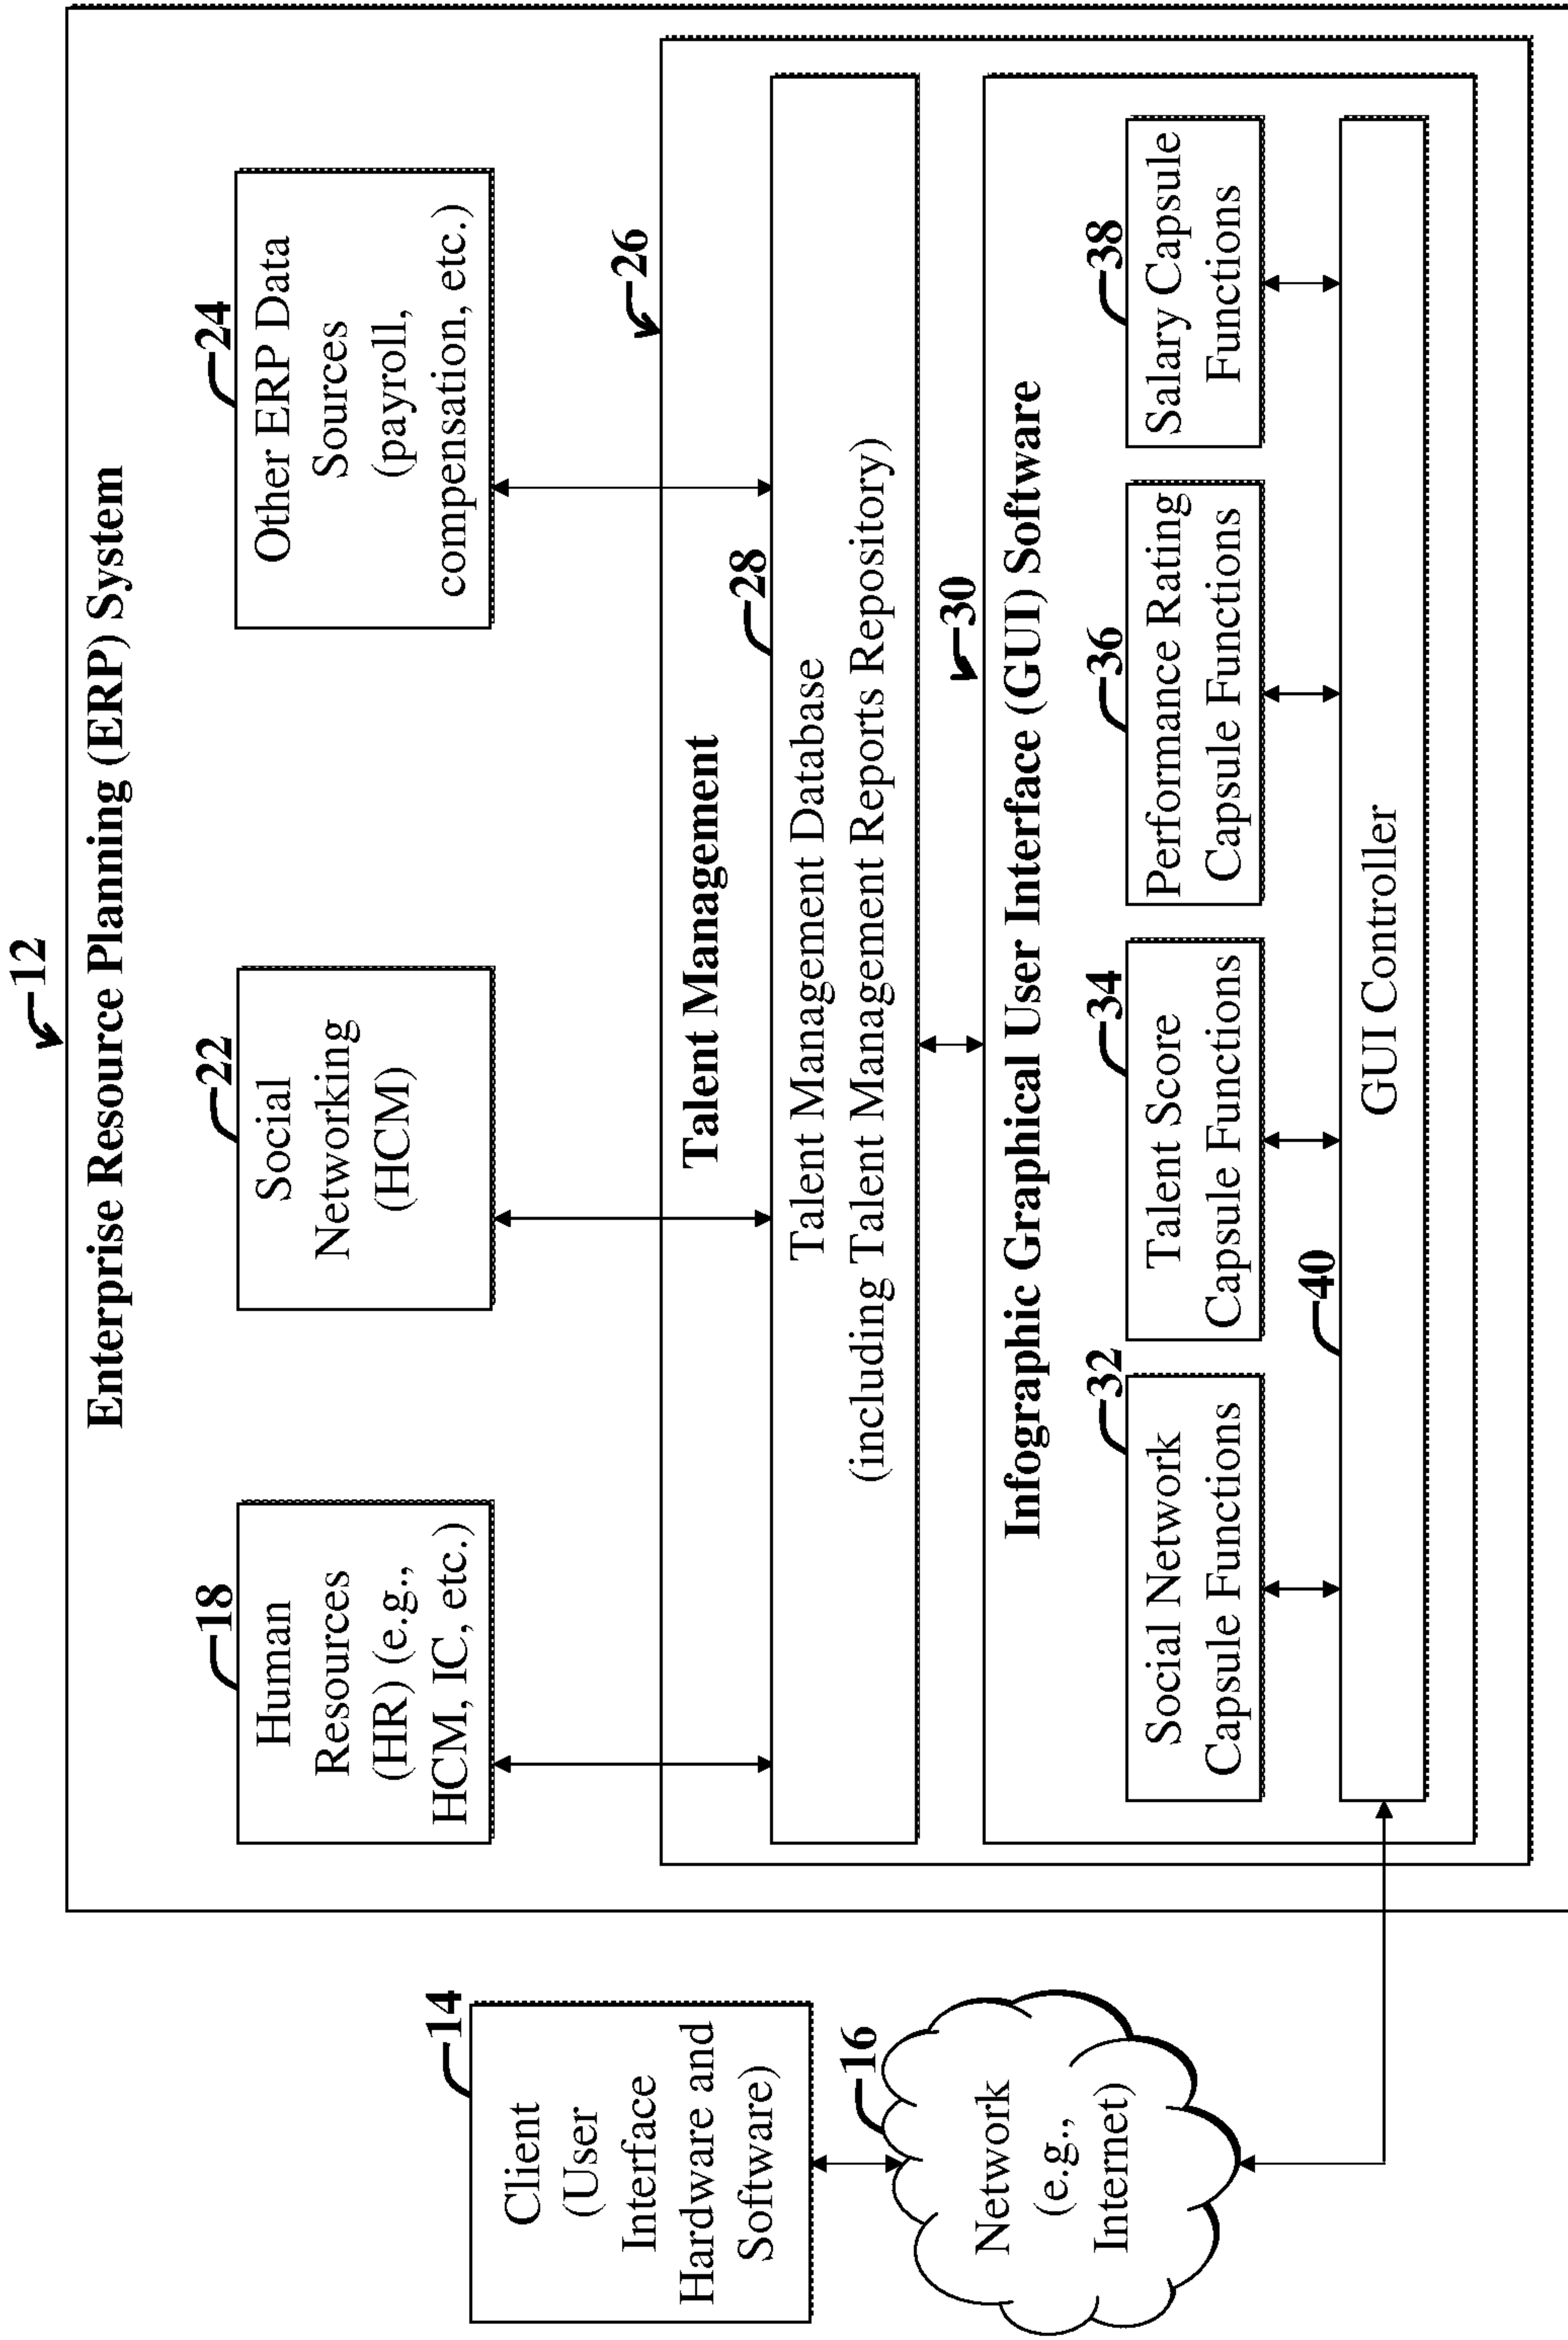 12
Enterprise Resource Planning (ERP) System
14
Client
(User
Interface
Hardware and
Software)
16
Network
(e.g.,
Internet)
18
Human
Resources
(HR) (e.g.,
HCM, IC, etc.)
22
Social
Networking
(HCM)
24
Other ERP Data
Sources
(payroll,
compensation, etc.)
26
Talent Management
28
Talent Management Database
(including Talent Management Reports Repository)
30
Infographic Graphical User Interface (GUI) Software
32
Social Network
Capsule Functions
34
Talent Score
Capsule Functions
36
Performance Rating
Capsule Functions
38
Salary Capsule
Functions
40
GUI Controller